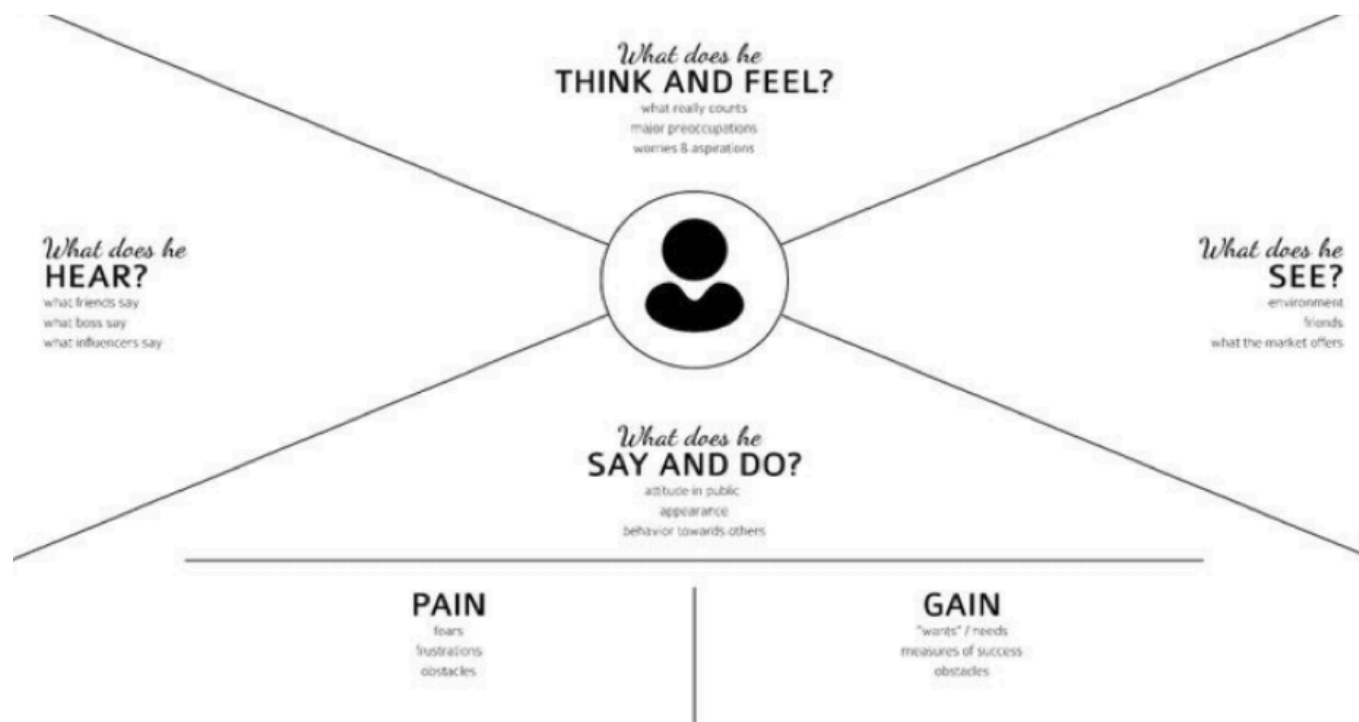 What does he
THINK AND FEEL?
what really counts
major preoccupations
worries & aspirations
What does he
HEAR?
what friends say
what boss say
what influencers say
What does he
SEE?
environment
friends
what the market offers
What does he
SAY AND DO?
attitude in public
appearance
behavior towards others
PAIN
fears
frustrations
obstacles
GAIN
"wants" / needs
measures of success
obstacles